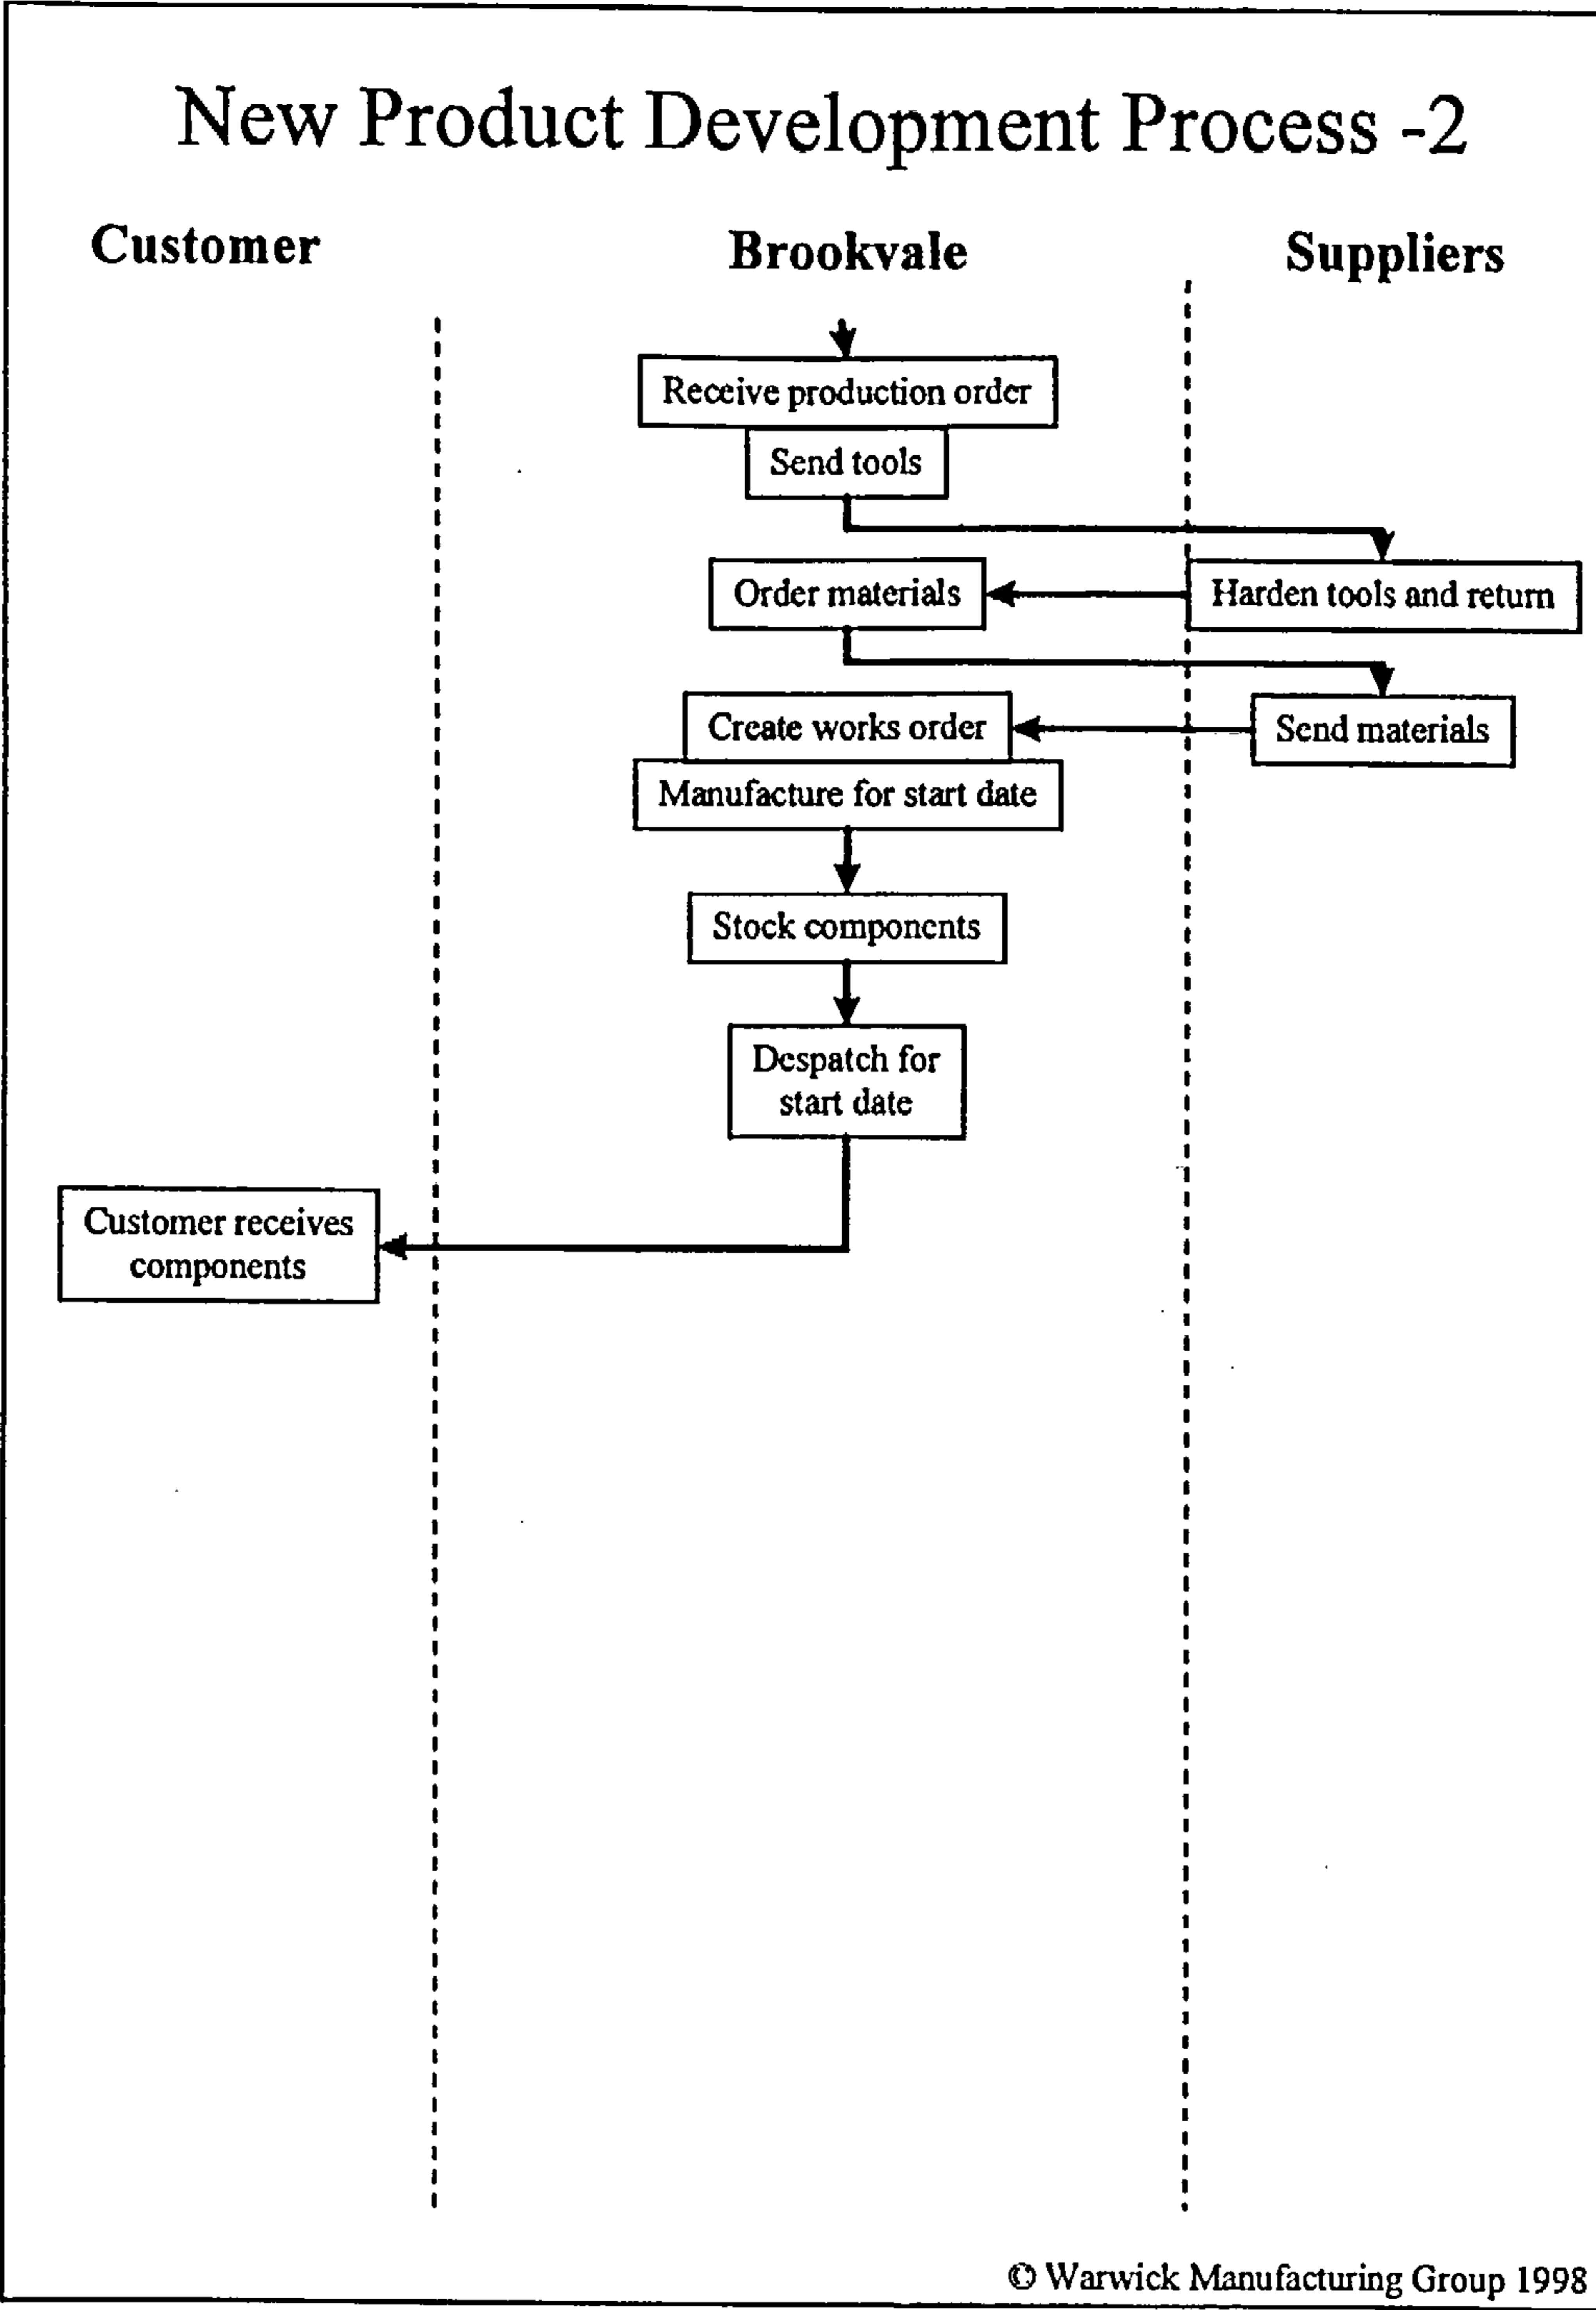 New Product Development Process -2
Customer
Brookvale
Suppliers
Receive production order
Send tools
Order materials
Harden tools and return
Create works order
Send materials
Manufacture for start date
Stock components
Despatch for
start date
Customer receives
components
© Warwick Manufacturing Group 1998